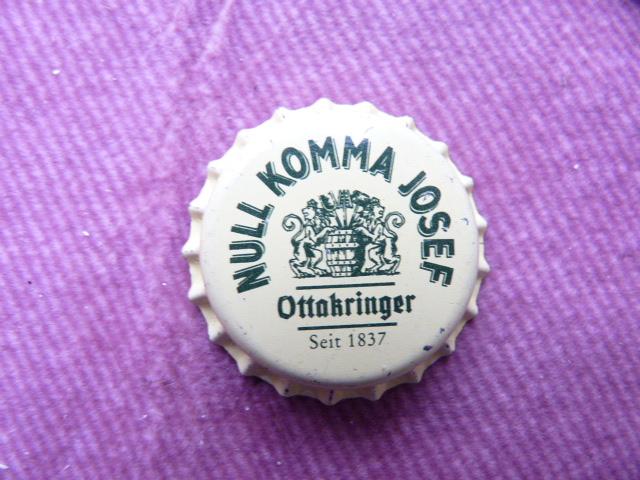 NULL KOMMA JOSEF
Ottakringer
Seit 1837